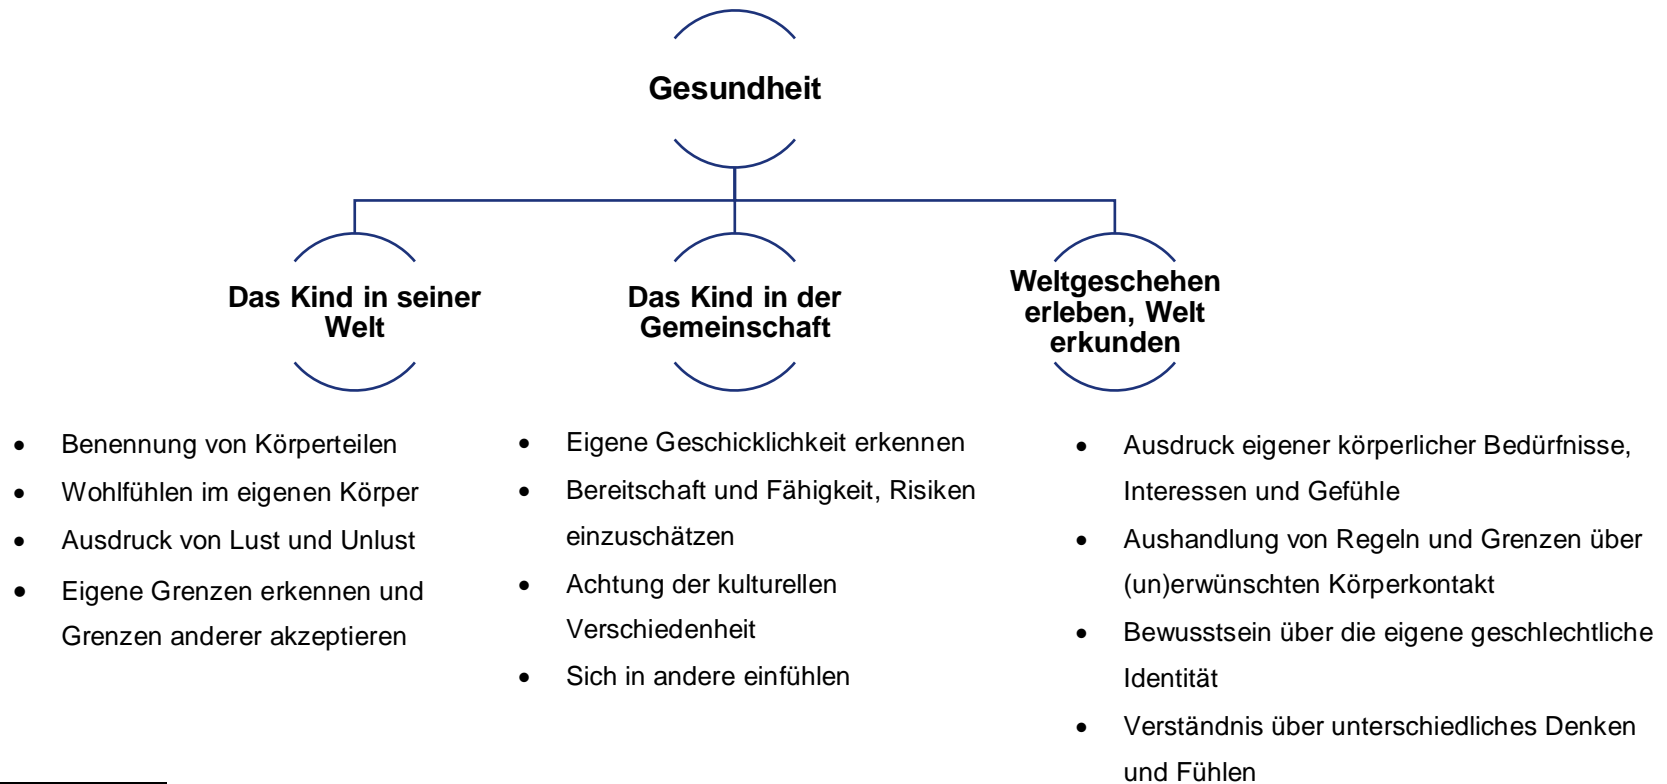 Gesundheit
Das Kind in seiner
Welt
Das Kind in der
Gemeinschaft
Weltgeschehen
erleben, Welt
erkunden
• Benennung von Körperteilen
• Wohlfühlen im eigenen Körper
• Ausdruck von Lust und Unlust
• Eigene Grenzen erkennen und
Grenzen anderer akzeptieren
• Eigene Geschicklichkeit erkennen
• Bereitschaft und Fähigkeit, Risiken
einzuschätzen
• Achtung der kulturellen
Verschiedenheit
• Sich in andere einfühlen
• Ausdruck eigener körperlicher Bedürfnisse,
Interessen und Gefühle
• Aushandlung von Regeln und Grenzen über
(un)erwünschten Körperkontakt
• Bewusstsein über die eigene geschlechtliche
Identität
• Verständnis über unterschiedliches Denken
und Fühlen